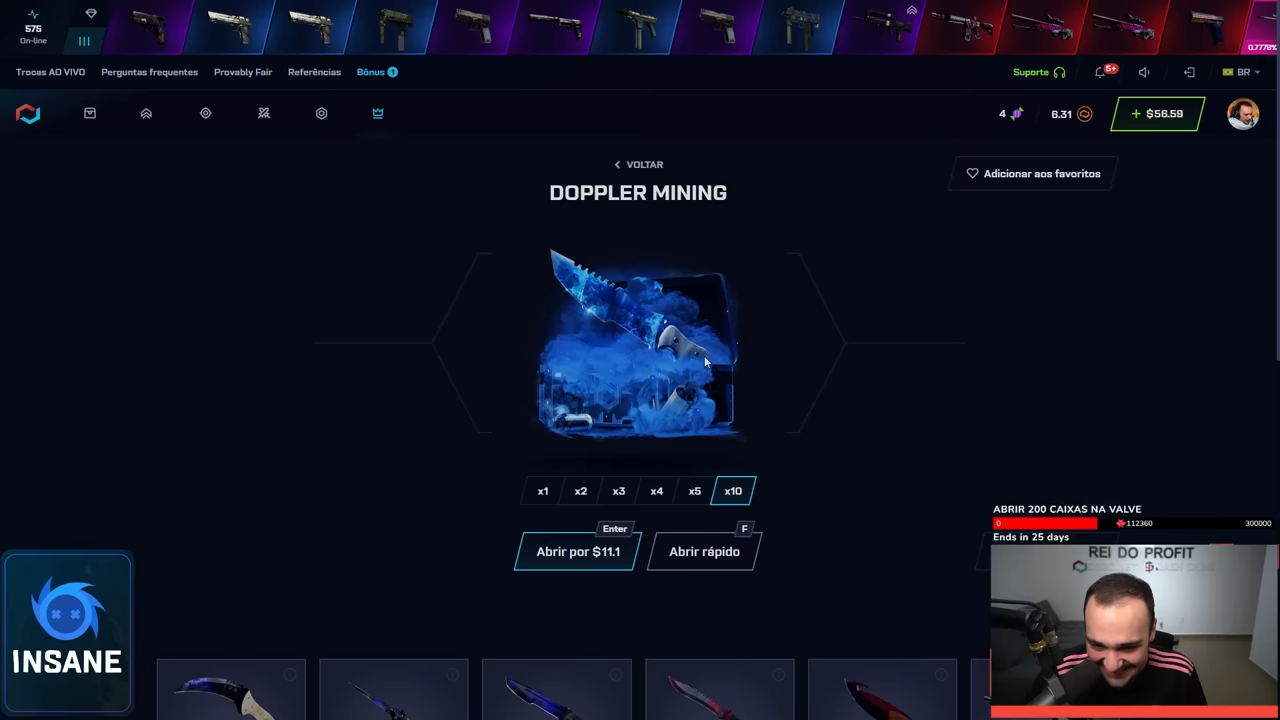 575
On-line
0.7778%
Trocas AO VIVO
Perguntas frequentes
Provably Fair
Referências
Bônus 1
Suporte
5+
BR
4
6.31
+ $56.59
VOLTAR
Adicionar aos favoritos
DOPPLER MINING
x1
x2
x3
x4
x5
x10
Enter
F
Abrir por $11.1
Abrir rápido
ABRIR 200 CAIXAS NA VALVE
0
112360
300000
Ends in 25 days
REI DO PROFIT
INSANE